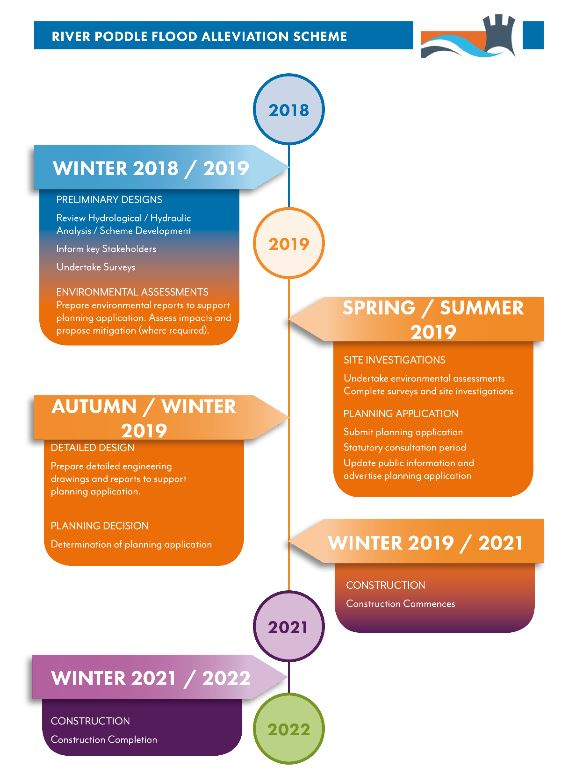 RIVER PODDLE FLOOD ALLEVIATION SCHEME
2018
WINTER 2018 / 2019
PRELIMINARY DESIGNS
Review Hydrological / Hydraulic
Analysis / Scheme Development
Inform key Stakeholders
Undertake Surveys
ENVIRONMENTAL ASSESSMENTS
Prepare environmental reports to support
planning application. Assess impacts and
propose mitigation (where required).
2019
SPRING / SUMMER
2019
SITE INVESTIGATIONS
Undertake environmental assessments
Complete surveys and site investigations
PLANNING APPLICATION
Submit planning application
Statutory consultation period
Update public information and
advertise planning application
AUTUMN / WINTER
2019
DETAILED DESIGN
Prepare detailed engineering
drawings and reports to support
planning application.
PLANNING DECISION
Determination of planning application
WINTER 2019 / 2021
CONSTRUCTION
Construction Commences
2021
WINTER 2021 / 2022
CONSTRUCTION
Construction Completion
2022